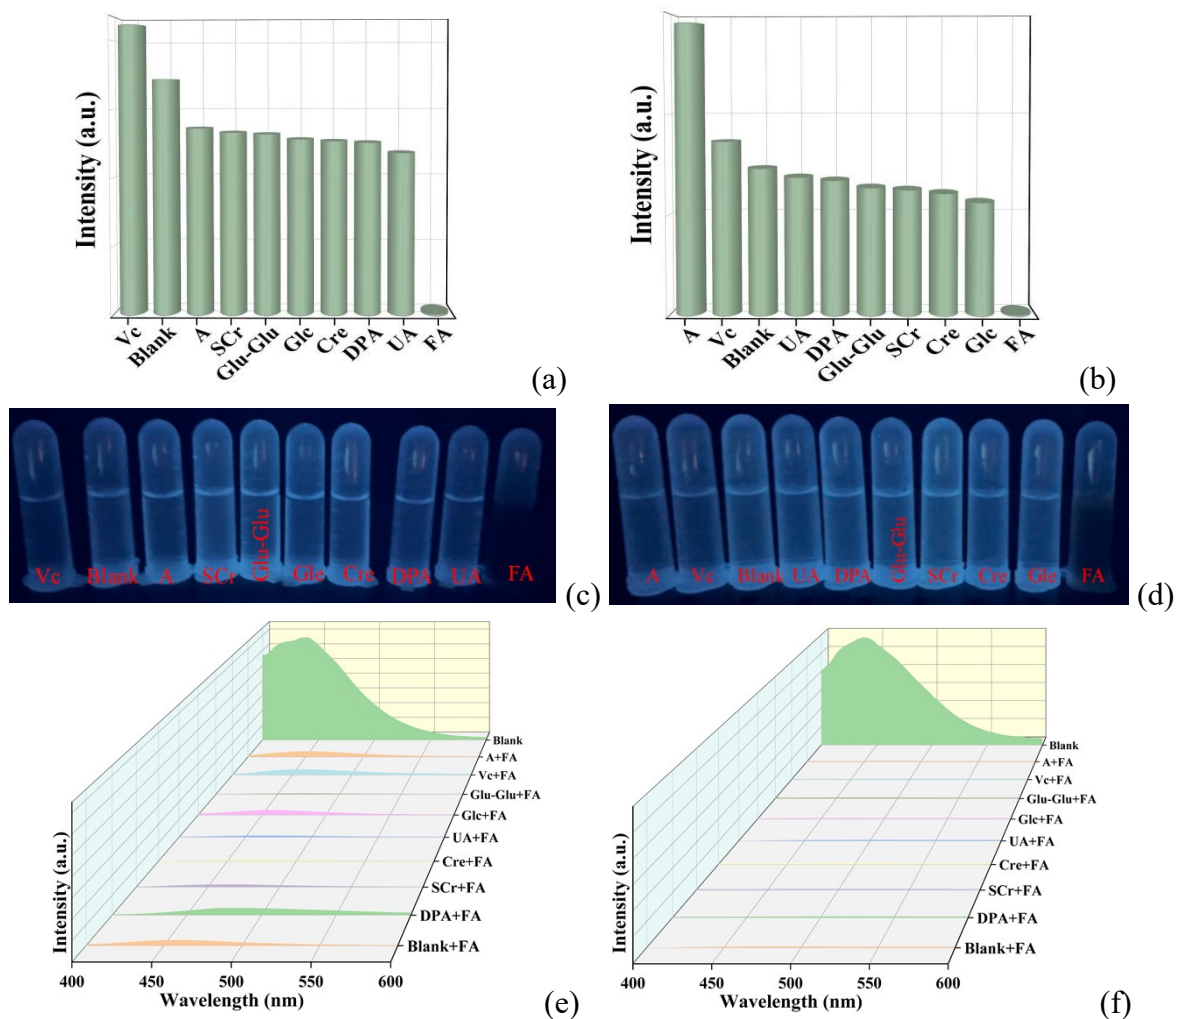 Intensity (a.u.)
Vc
Blank
A
SCr
Glu-Glu
Glc
Cre
DPA
UA
FA
(a)
Intensity (a.u.)
A
Vc
Blank
UA
DPA
Glu-Glu
SCr
Cre
Glc
FA
(b)
Vc
Blank
A
SCr
Glu-Glu
Gle
Cre
DPA
UA
FA
(c)
A
Vc
Blank
UA
DPA
Glu-Glu
SCr
Cre
Gle
FA
(d)
Intensity (a.u.)
Blank
A+FA
Vc+FA
Glu-Glu+FA
Glc+FA
UA+FA
Cre+FA
SCr+FA
DPA+FA
Blank+FA
400 450 500 550 600
Wavelength (nm)
(e)
Intensity (a.u.)
Blank
A+FA
Vc+FA
Glu-Glu+FA
Glc+FA
UA+FA
Cre+FA
SCr+FA
DPA+FA
Blank+FA
400 450 500 550 600
Wavelength (nm)
(f)